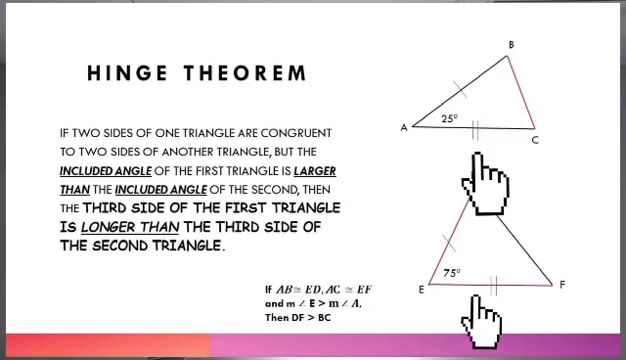 HINGE THEOREM
IF TWO SIDES OF ONE TRIANGLE ARE CONGRUENT
TO TWO SIDES OF ANOTHER TRIANGLE, BUT THE
INCLUDED ANGLE OF THE FIRST TRIANGLE IS LARGER
THAN THE INCLUDED ANGLE OF THE SECOND, THEN
THE THIRD SIDE OF THE FIRST TRIANGLE
IS LONGER THAN THE THIRD SIDE OF
THE SECOND TRIANGLE.
If AB ≅ ED, AC ≅ EF
and m ∠ E > m ∠ A,
Then DF > BC
B
A
25°
C
75°
E
F